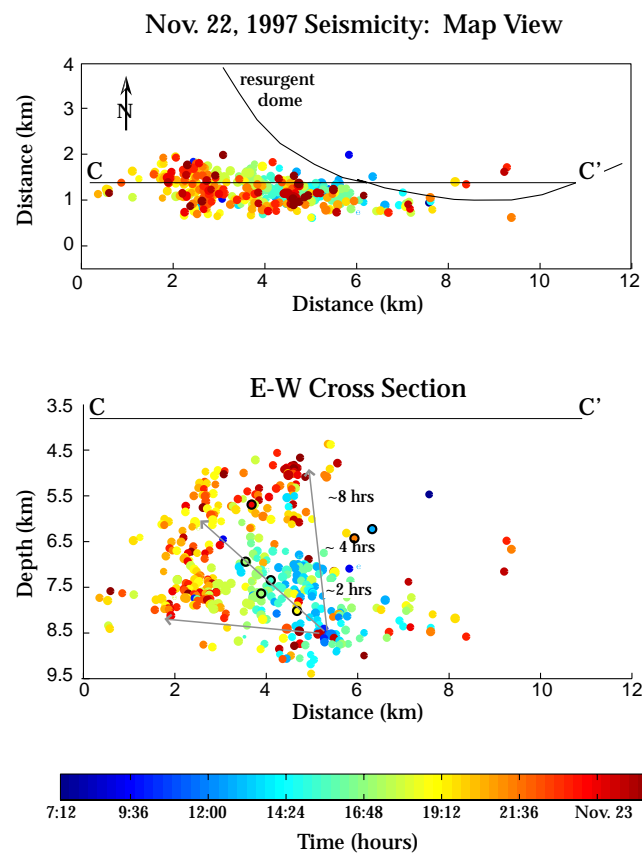 Nov. 22, 1997 Seismicity: Map View
4
3
2
1
0
Distance (km)
N
resurgent
dome
C
C'
0
2
4
6
8
10
12
Distance (km)
E-W Cross Section
C
C'
3.5
4.5
5.5
6.5
7.5
8.5
9.5
Depth (km)
~8 hrs
~ 4 hrs
~2 hrs
0
2
4
6
8
10
12
Distance (km)
7:12 9:36 12:00 14:24 16:48 19:12 21:36 Nov. 23
Time (hours)